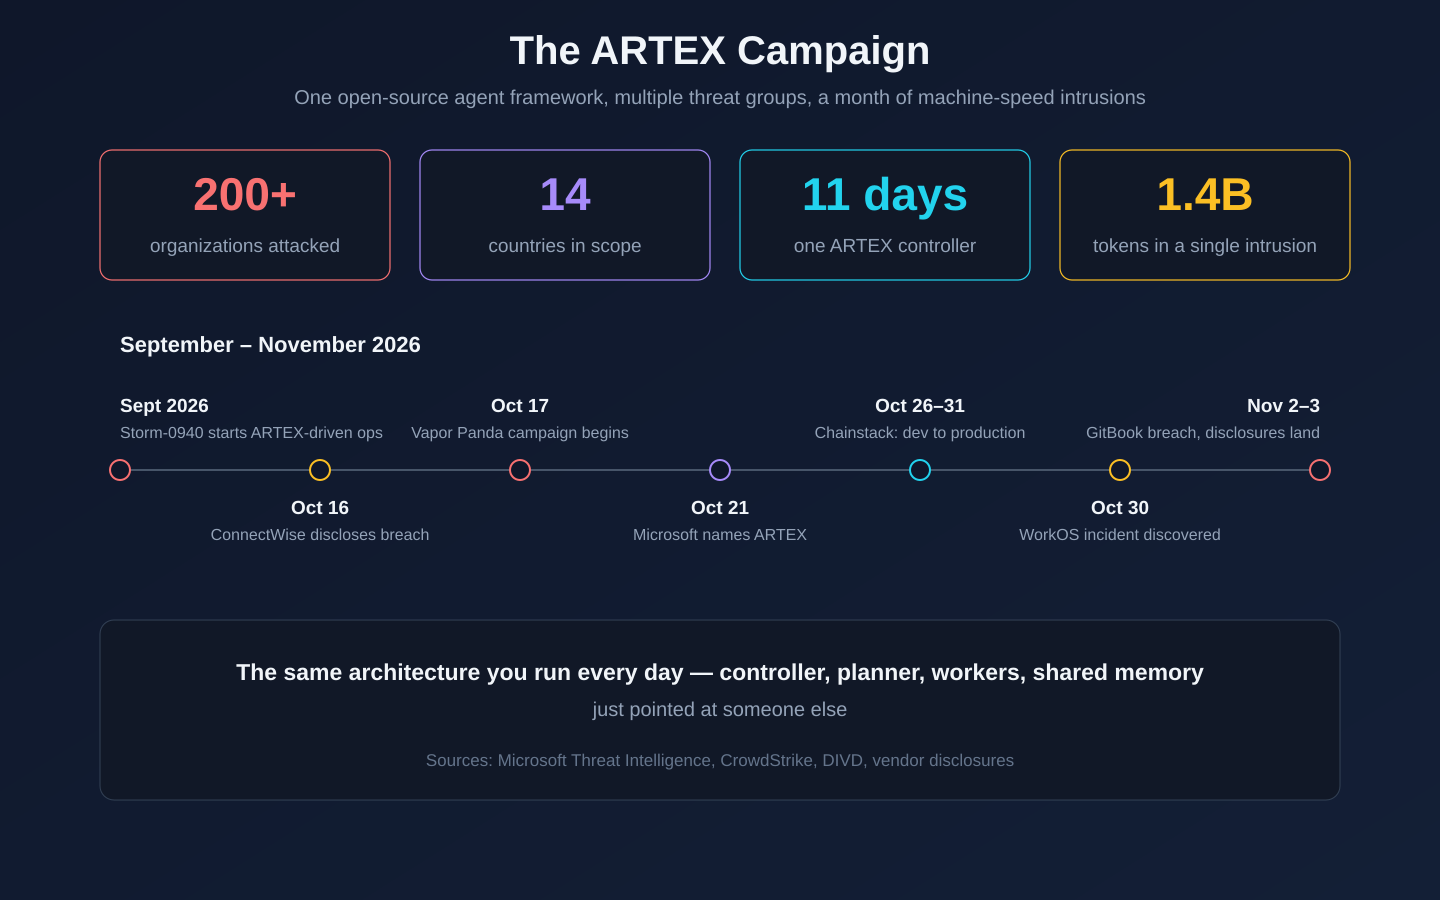 The ARTEX Campaign
One open-source agent framework, multiple threat groups, a month of machine-speed intrusions
200+
organizations attacked
14
countries in scope
11 days
one ARTEX controller
1.4B
tokens in a single intrusion
September – November 2026
Sept 2026
Storm-0940 starts ARTEX-driven ops
Oct 16
ConnectWise discloses breach
Oct 17
Vapor Panda campaign begins
Oct 21
Microsoft names ARTEX
Oct 26–31
Chainstack: dev to production
Oct 30
WorkOS incident discovered
Nov 2–3
GitBook breach, disclosures land
The same architecture you run every day — controller, planner, workers, shared memory
just pointed at someone else
Sources: Microsoft Threat Intelligence, CrowdStrike, DIVD, vendor disclosures